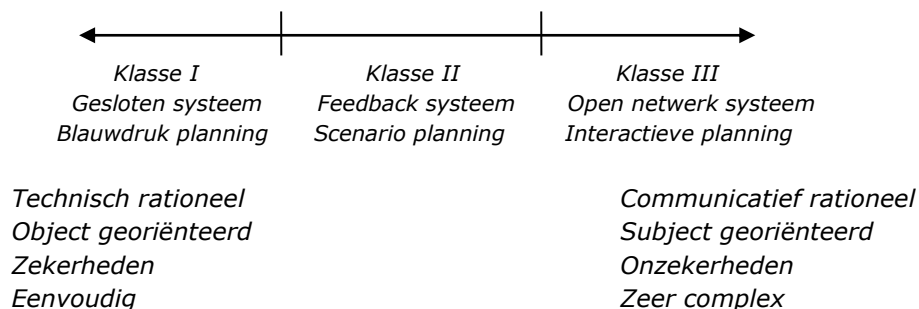 Klasse I
Gesloten systeem
Blauwdruk planning
Klasse II
Feedback systeem
Scenario planning
Klasse III
Open netwerk systeem
Interactieve planning
Technisch rationeel
Object georiënteerd
Zekerheden
Eenvoudig
Communicatief rationeel
Subject georiënteerd
Onzekerheden
Zeer complex